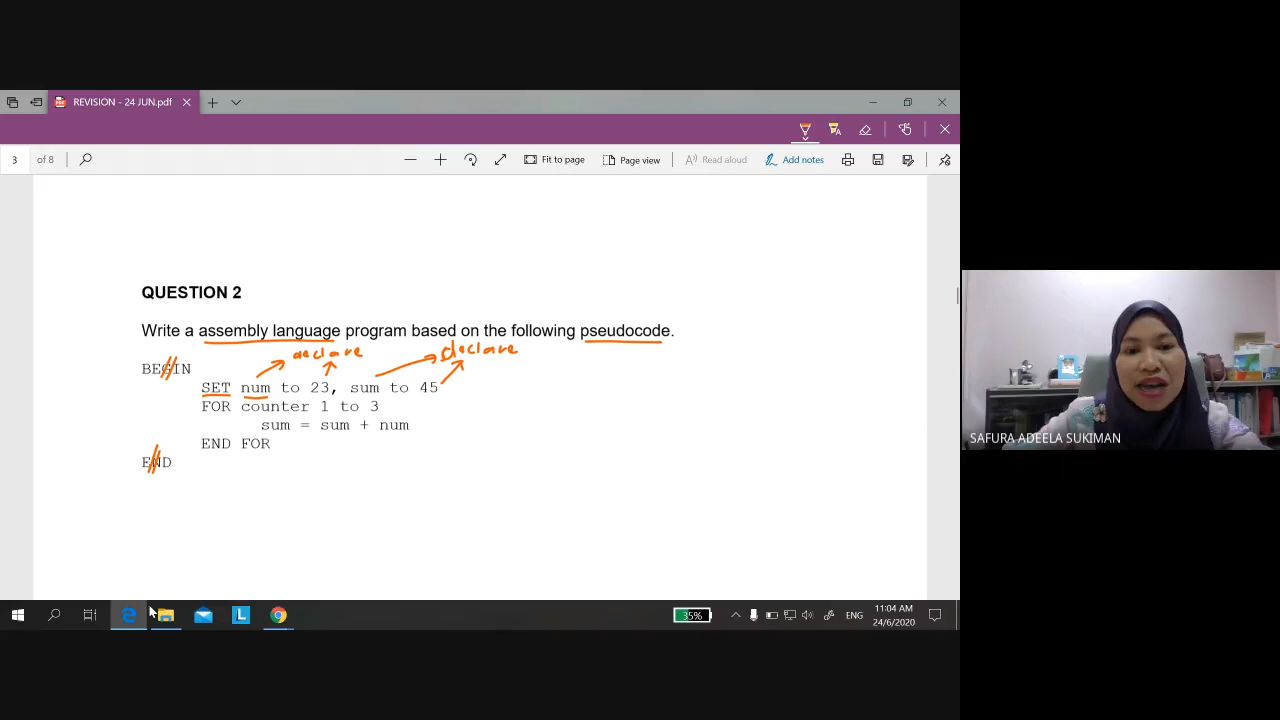 REVISION - 24 JUN.pdf
3 of 8
Fit to page
Page view
Read aloud
Add notes
QUESTION 2
Write a assembly language program based on the following pseudocode.
declare declare
BEGIN
SET num to 23, sum to 45
FOR counter 1 to 3
sum = sum + num
END FOR
END
SAFURA ADEELA SUKIMAN
L
35%
ENG
11:04 AM
24/6/2020